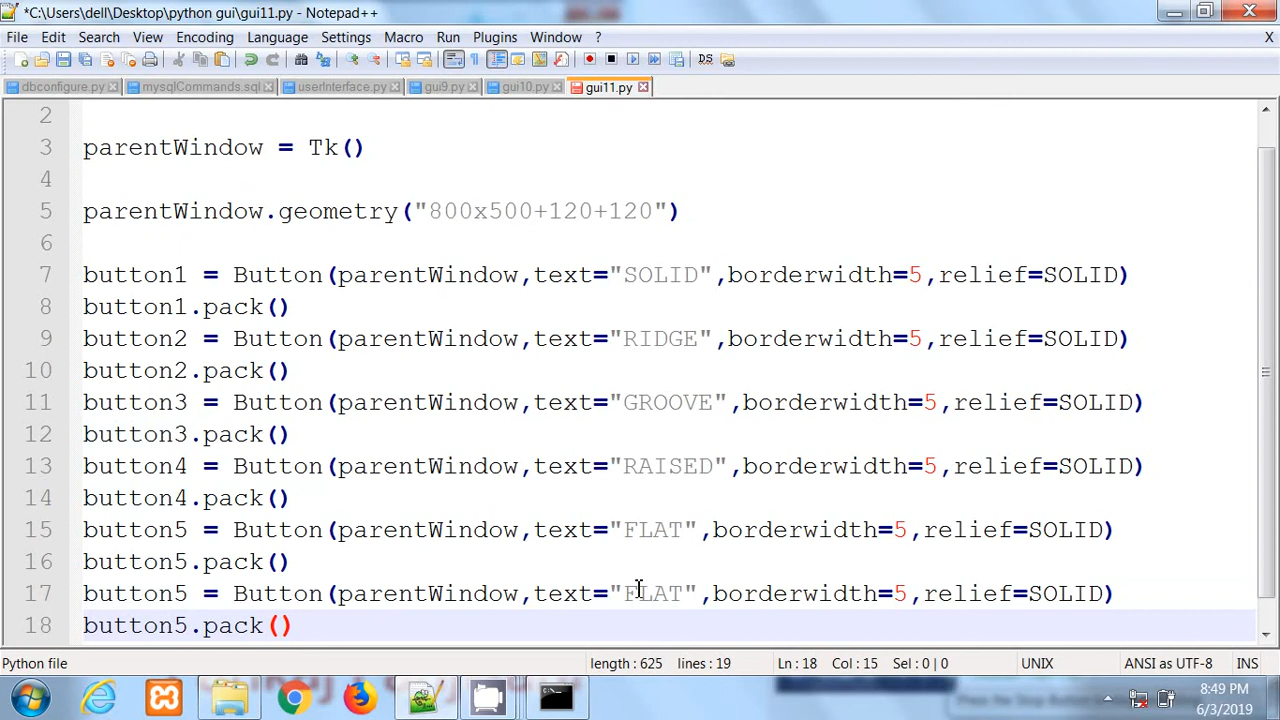 *C:\Users\dell\Desktop\python gui\gui11.py - Notepad++
File Edit Search View Encoding Language Settings Macro Run Plugins Window ? X
dbconfigure.py mysqlCommands.sql userInterface.py gui9.py gui10.py gui11.py
2
3 parentWindow = Tk()
4
5 parentWindow.geometry("800x500+120+120")
6
7 button1 = Button(parentWindow,text="SOLID",borderwidth=5,relief=SOLID)
8 button1.pack()
9 button2 = Button(parentWindow,text="RIDGE",borderwidth=5,relief=SOLID)
10 button2.pack()
11 button3 = Button(parentWindow,text="GROOVE",borderwidth=5,relief=SOLID)
12 button3.pack()
13 button4 = Button(parentWindow,text="RAISED",borderwidth=5,relief=SOLID)
14 button4.pack()
15 button5 = Button(parentWindow,text="FLAT",borderwidth=5,relief=SOLID)
16 button5.pack()
17 button5 = Button(parentWindow,text="FLAT",borderwidth=5,relief=SOLID)
18 button5.pack()
Python file length : 625 lines : 19 Ln : 18 Col : 15 Sel : 0 | 0 UNIX ANSI as UTF-8 INS
8:49 PM
6/3/2019